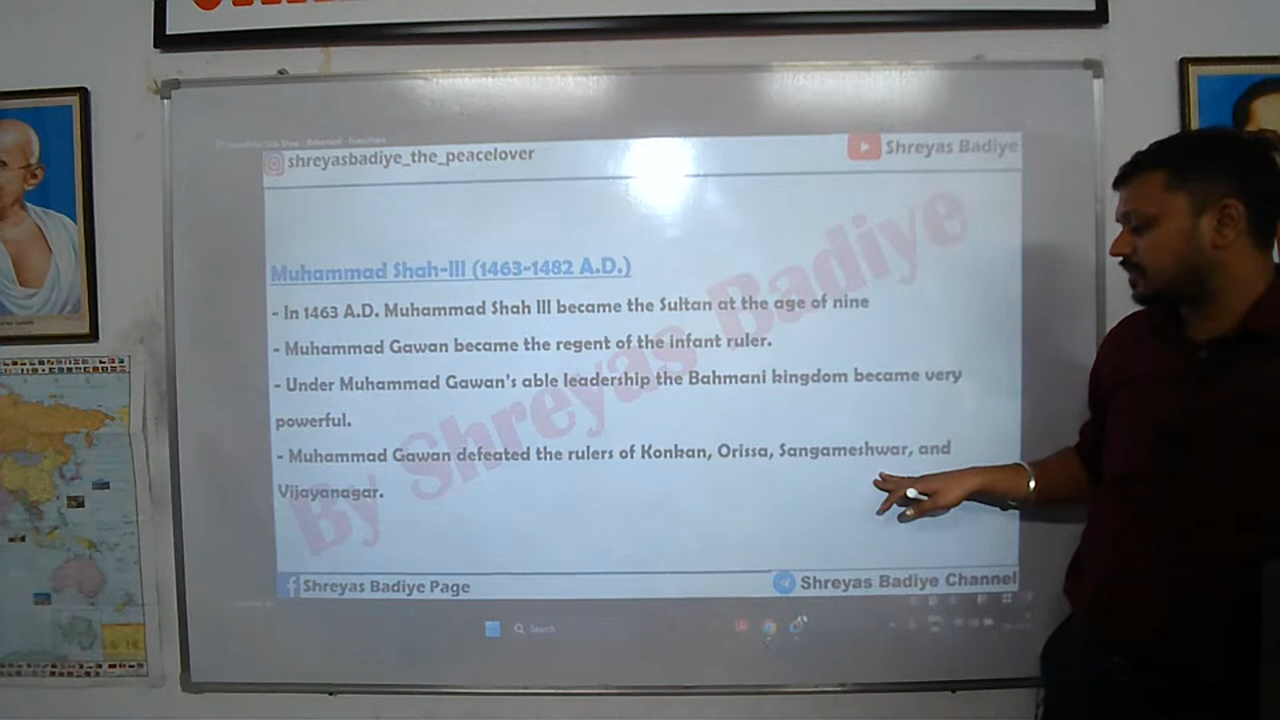 shreyasbadiye_the_peacelover
Shreyas Badiye
Muhammad Shah-III (1463-1482 A.D.)
- In 1463 A.D. Muhammad Shah III became the Sultan at the age of nine
- Muhammad Gawan became the regent of the infant ruler.
- Under Muhammad Gawan's able leadership the Bahmani kingdom became very
powerful.
- Muhammad Gawan defeated the rulers of Konkan, Orissa, Sangameshwar, and
Vijayanagar.
By Shreyas Badiye
Shreyas Badiye Page
Shreyas Badiye Channel
Search